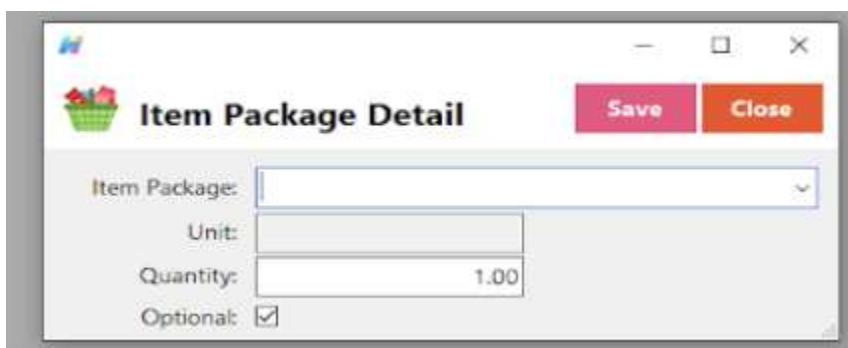 Item Package Detail
Save
Close
Item Package:
Unit:
Quantity:
1.00
Optional: